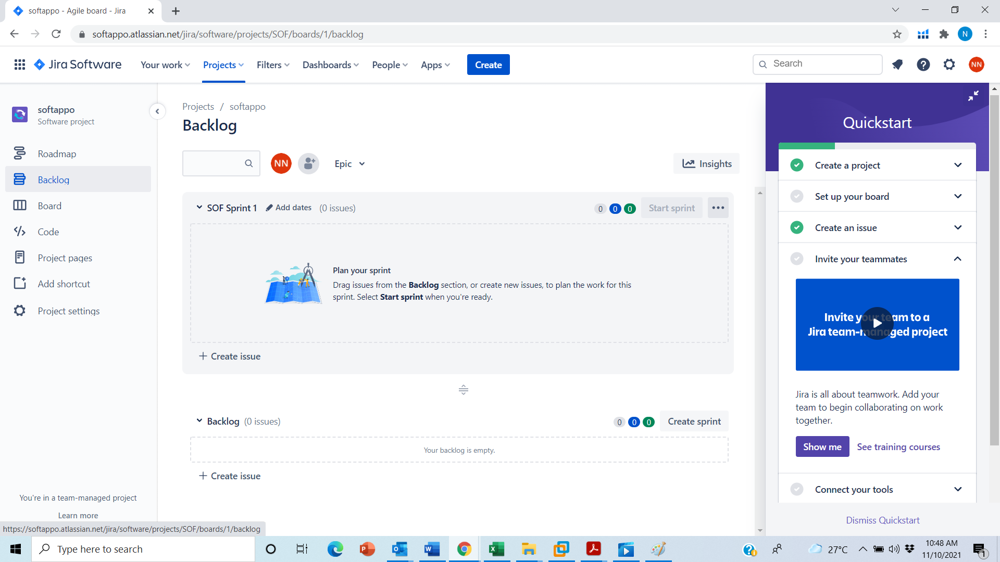 softappo - Agile board - Jira
softappo.atlassian.net/jira/software/projects/SOF/boards/1/backlog
N
Jira Software
Your work
Projects
Filters
Dashboards
People
Apps
Create
Search
NN
softappo
Software project
Roadmap
Backlog
Board
Code
Project pages
Add shortcut
Project settings
You're in a team-managed project
Learn more
https://softappo.atlassian.net/jira/software/projects/SOF/boards/1/backlog
Projects / softappo
Backlog
NN
Epic
Insights
SOF Sprint 1 Add dates (0 issues)
0 0 0
Start sprint
Plan your sprint
Drag issues from the Backlog section, or create new issues, to plan the work for this
sprint. Select Start sprint when you're ready.
+ Create issue
Backlog (0 issues)
0 0 0
Create sprint
Your backlog is empty.
+ Create issue
Quickstart
Create a project
Set up your board
Create an issue
Invite your teammates
Invite your team to a
Jira team-managed project
Jira is all about teamwork. Add your
team to begin collaborating on work
together.
Show me
See training courses
Connect your tools
Dismiss Quickstart
Type here to search
27°C
10:48 AM
11/10/2021
1